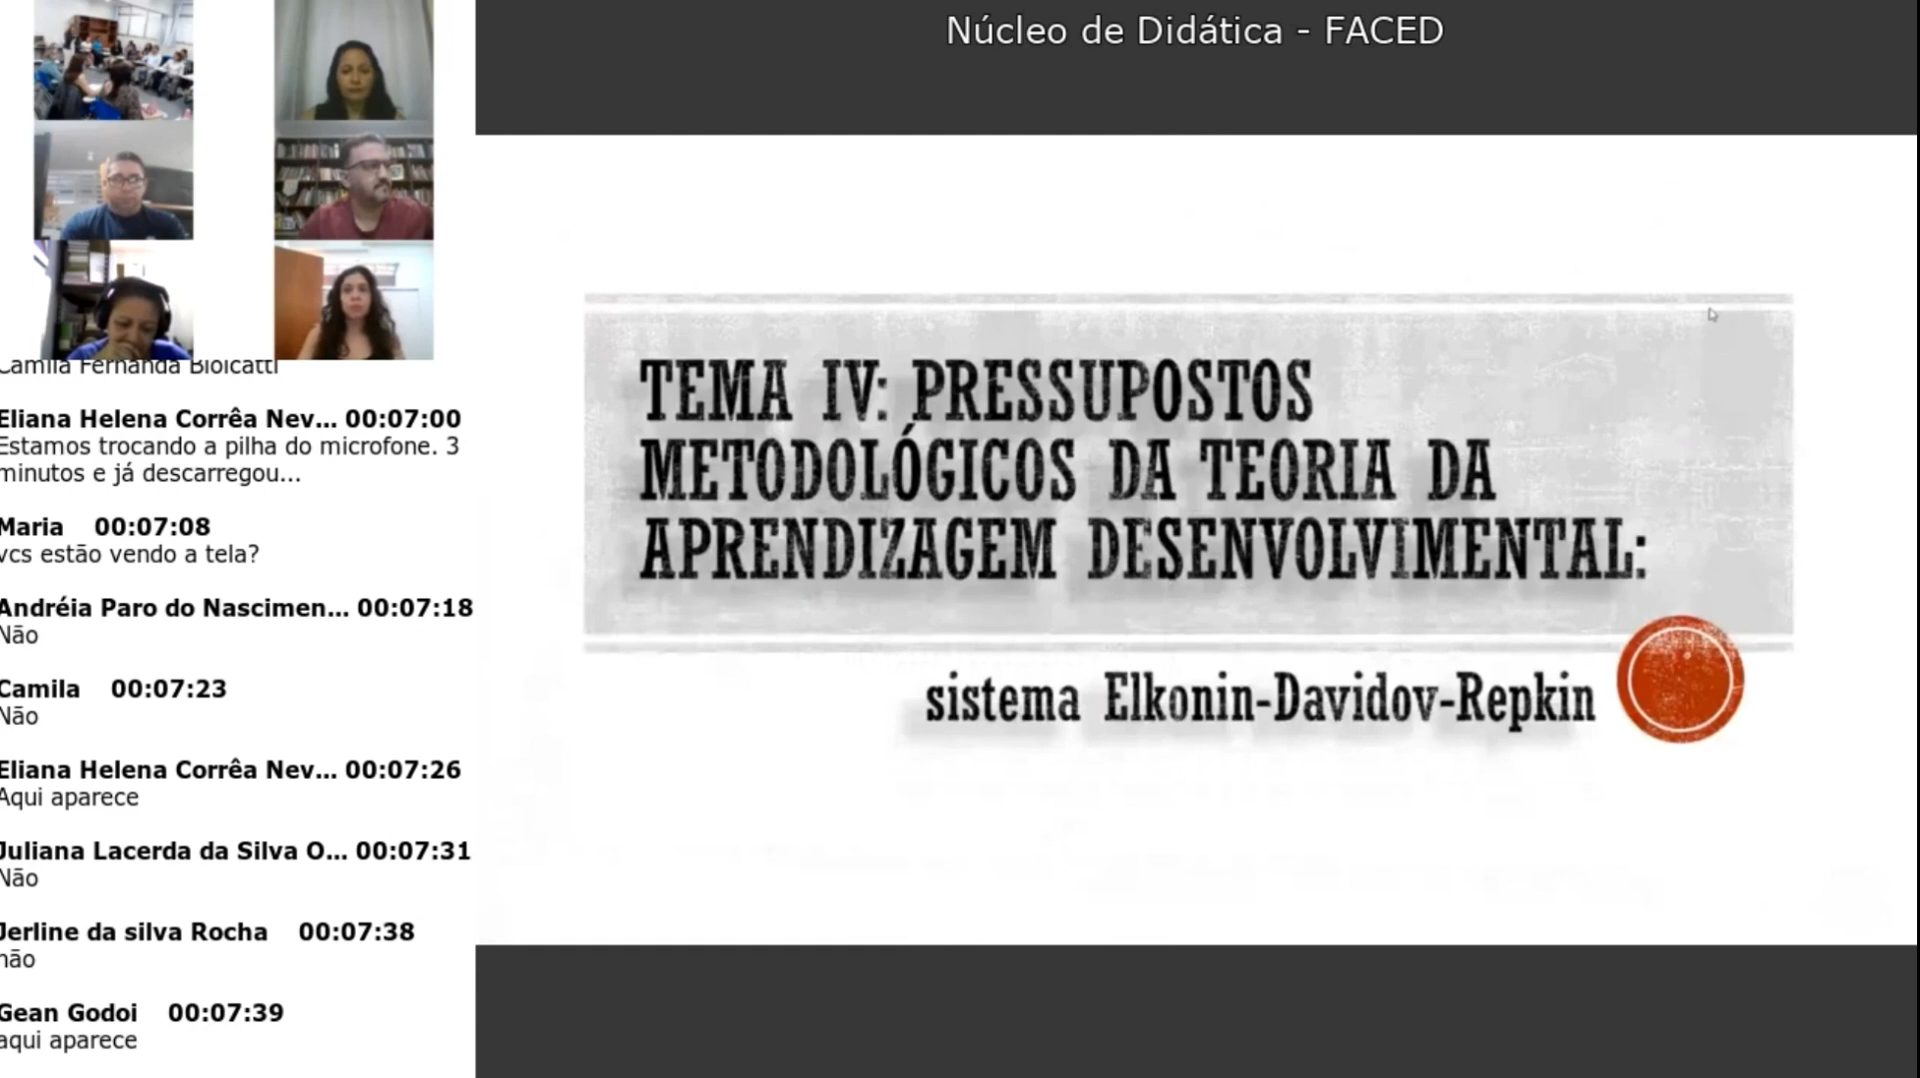 Núcleo de Didática - FACED
Camila Fernanda Bioicatti
Eliana Helena Corrêa Nev... 00:07:00
Estamos trocando a pilha do microfone. 3
minutos e já descarregou...
Maria 00:07:08
vcs estão vendo a tela?
Andréia Paro do Nascimen... 00:07:18
Não
Camila 00:07:23
Não
Eliana Helena Corrêa Nev... 00:07:26
Aqui aparece
Juliana Lacerda da Silva O... 00:07:31
Não
Jerline da silva Rocha 00:07:38
não
Gean Godoi 00:07:39
aqui aparece
TEMA IV: PRESSUPOSTOS
METODOLÓGICOS DA TEORIA DA
APRENDIZAGEM DESENVOLVIMENTAL:
sistema Elkonin-Davidov-Repkin